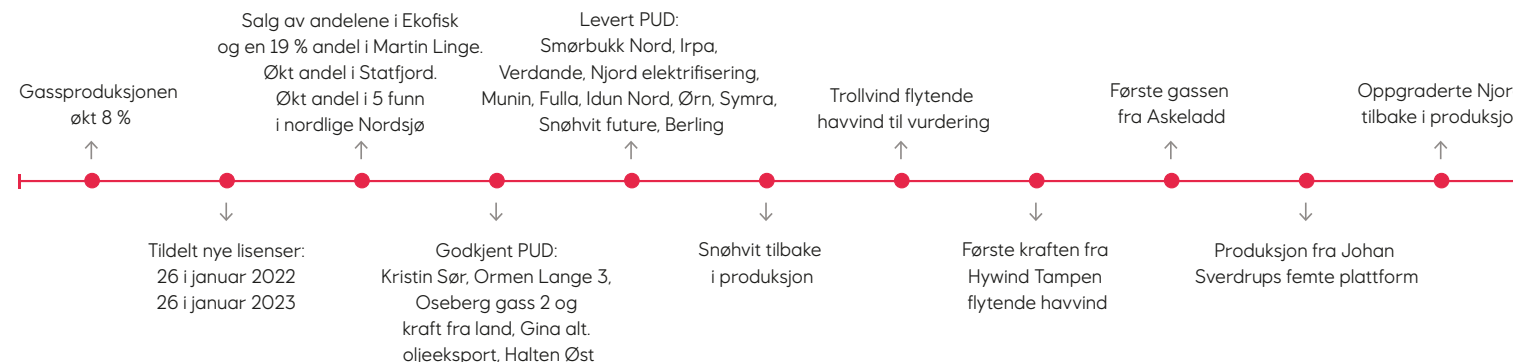 Gassproduksjonen
økt 8 %
Tildelt nye lisenser:
26 i januar 2022
26 i januar 2023
Salg av andelene i Ekofisk
og en 19 % andel i Martin Linge.
Økt andel i Statfjord.
Økt andel i 5 funn
i nordlige Nordsjø
Godkjent PUD:
Kristin Sør, Ormen Lange 3,
Oseberg gass 2 og
kraft fra land, Gina alt.
oljeeksport, Halten Øst
Levert PUD:
Smørbukk Nord, Irpa,
Verdande, Njord elektrifisering,
Munin, Fulla, Idun Nord, Ørn, Symra,
Snøhvit future, Berling
Snøhvit tilbake
i produksjon
Trollvind flytende
havvind til vurdering
Første kraften fra
Hywind Tampen
flytende havvind
Første gassen
fra Askeladd
Produksjon fra Johan
Sverdrups femte plattform
Oppgraderte Njor
tilbake i produksjo